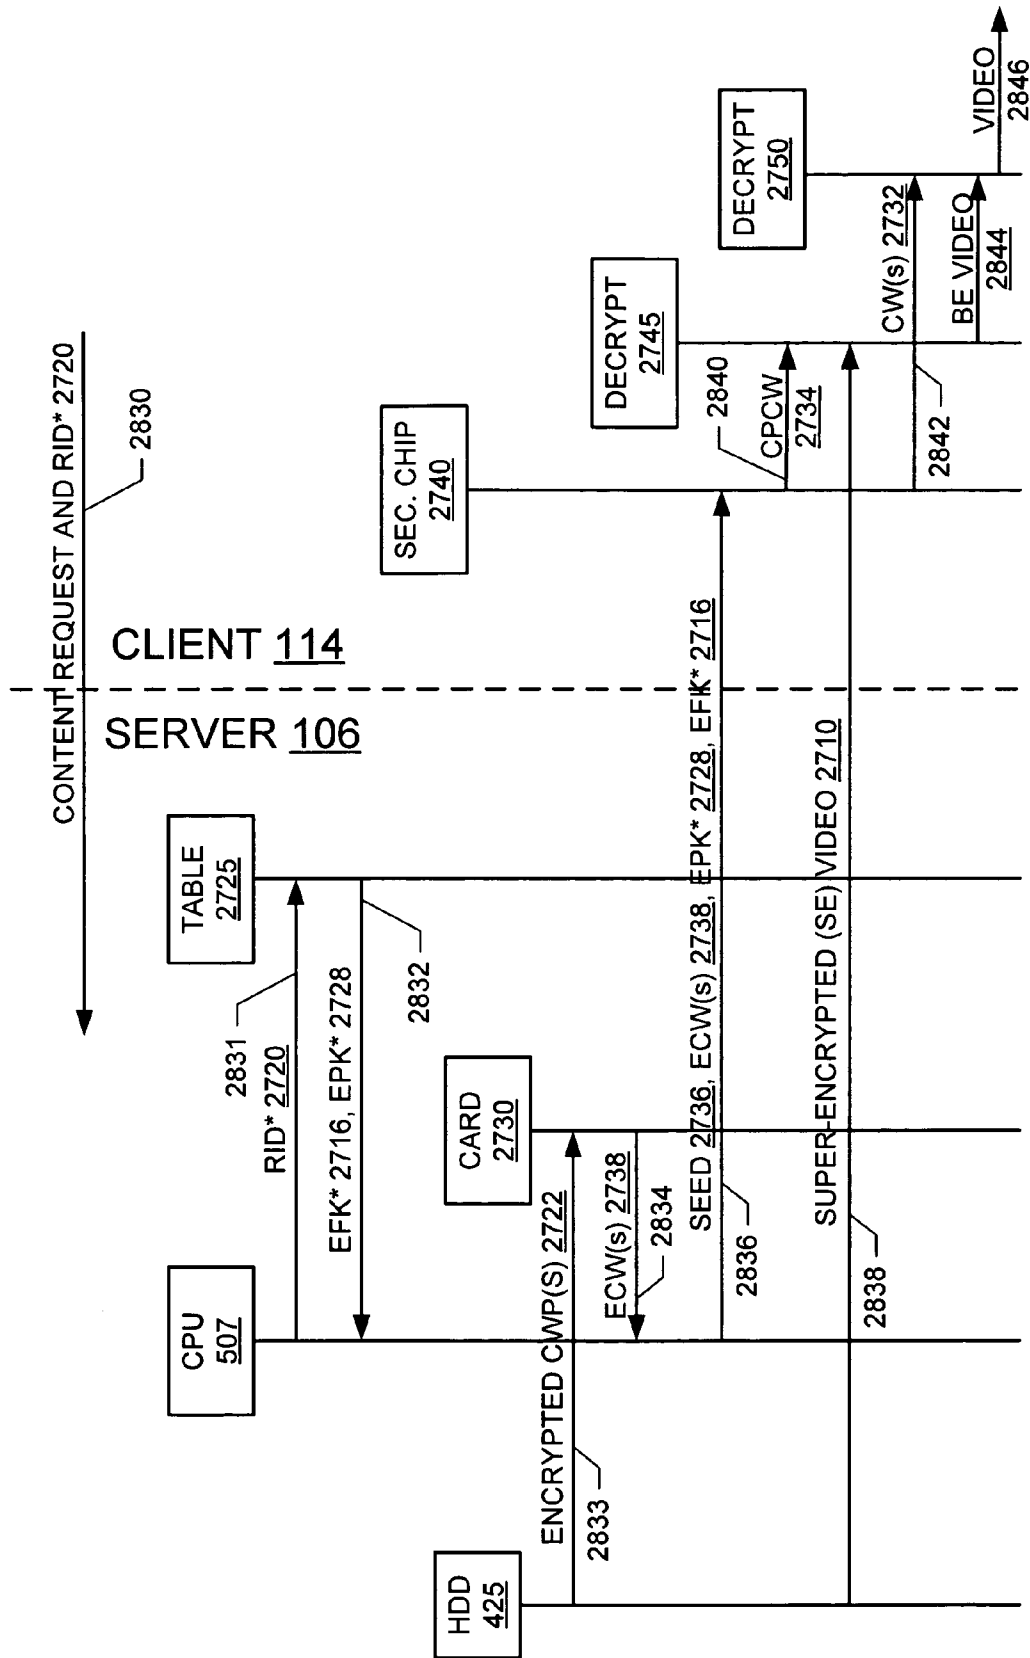 CONTENT REQUEST AND RID* 2720
2830
CLIENT 114
SERVER 106
HDD
425
CPU
507
CARD
2730
TABLE
2725
SEC. CHIP
2740
DECRYPT
2745
DECRYPT
2750
2831
RID* 2720
EFK* 2716, EPK* 2728
2832
ENCRYPTED CWP(S) 2722
2833
ECW(s) 2738
2834
SEED 2736, ECW(s) 2738, EPK* 2728, EFK* 2716
2836
2840
CPCW
2734
SUPER-ENCRYPTED (SE) VIDEO 2710
2838
CW(s) 2732
2842
BE VIDEO
2844
VIDEO
2846